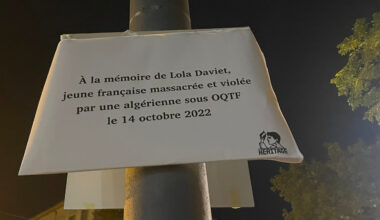 À la mémoire de Lola Daviet,
jeune française massacrée et violée
par une algérienne sous OQTF
le 14 octobre 2022
HÉRITAGE